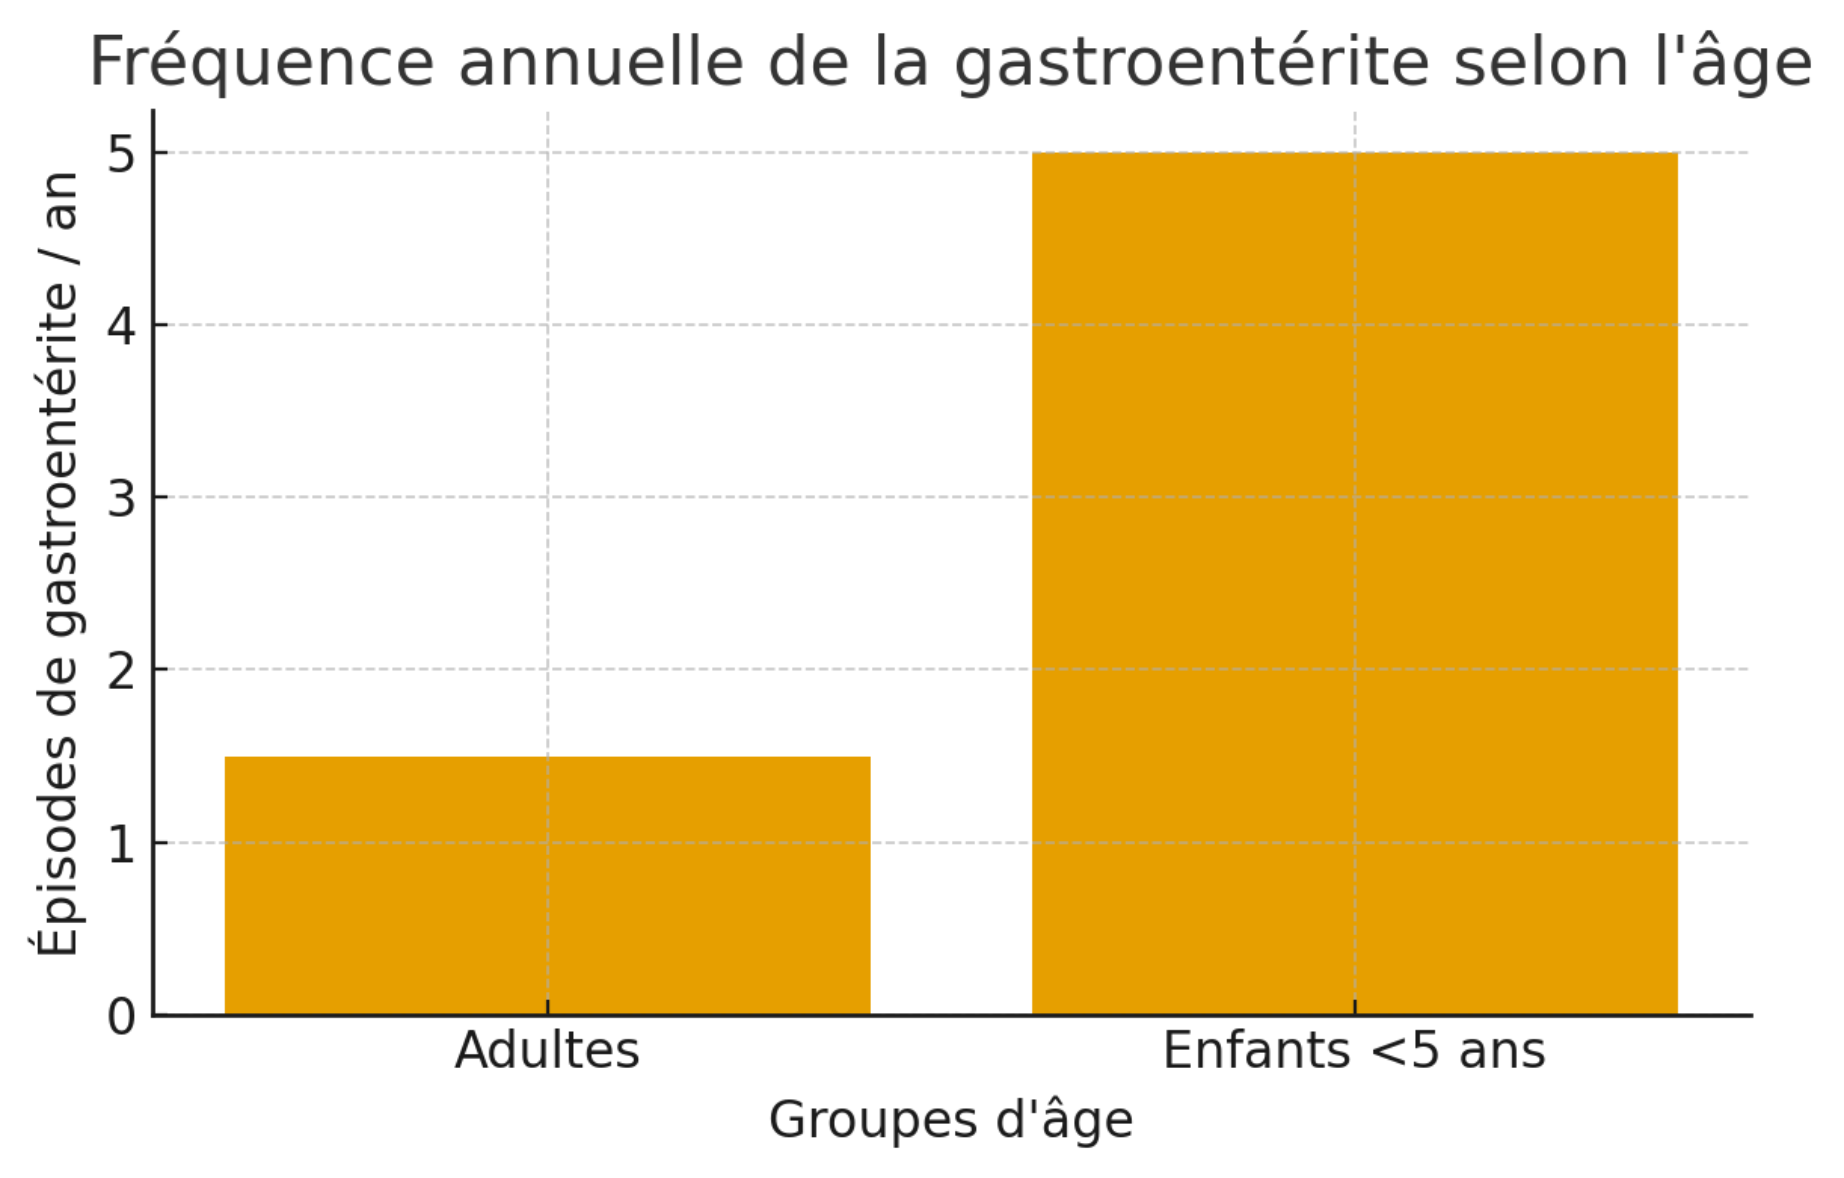 Fréquence annuelle de la gastroentérite selon l'âge
Épisodes de gastroentérite / an
5
4
3
2
1
0
Adultes
Enfants <5 ans
Groupes d'âge